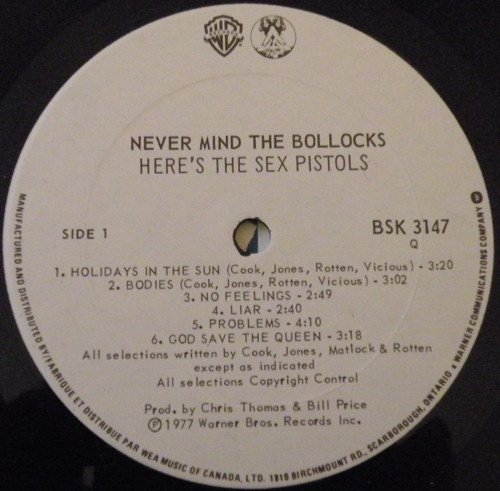 NEVER MIND THE BOLLOCKS
HERE'S THE SEX PISTOLS
SIDE 1
BSK 3147
Q
1. HOLIDAYS IN THE SUN (Cook, Jones, Rotten, Vicious) - 3:20
2. BODIES (Cook, Jones, Rotten, Vicious) - 3:02
3. NO FEELINGS - 2:49
4. LIAR - 2:40
5. PROBLEMS - 4:10
6. GOD SAVE THE QUEEN - 3:18
All selections written by Cook, Jones, Matlock & Rotten
except as indicated
All selections Copyright Control
Prod. by Chris Thomas & Bill Price
Ⓟ 1977 Warner Bros. Records Inc.
MANUFACTURED AND DISTRIBUTED BY/FABRIQUE ET DISTRIBUE PAR WEA MUSIC OF CANADA, LTD. 1810 BIRCHMOUNT RD., SCARBOROUGH, ONTARIO • WARNER COMMUNICATIONS COMPANY